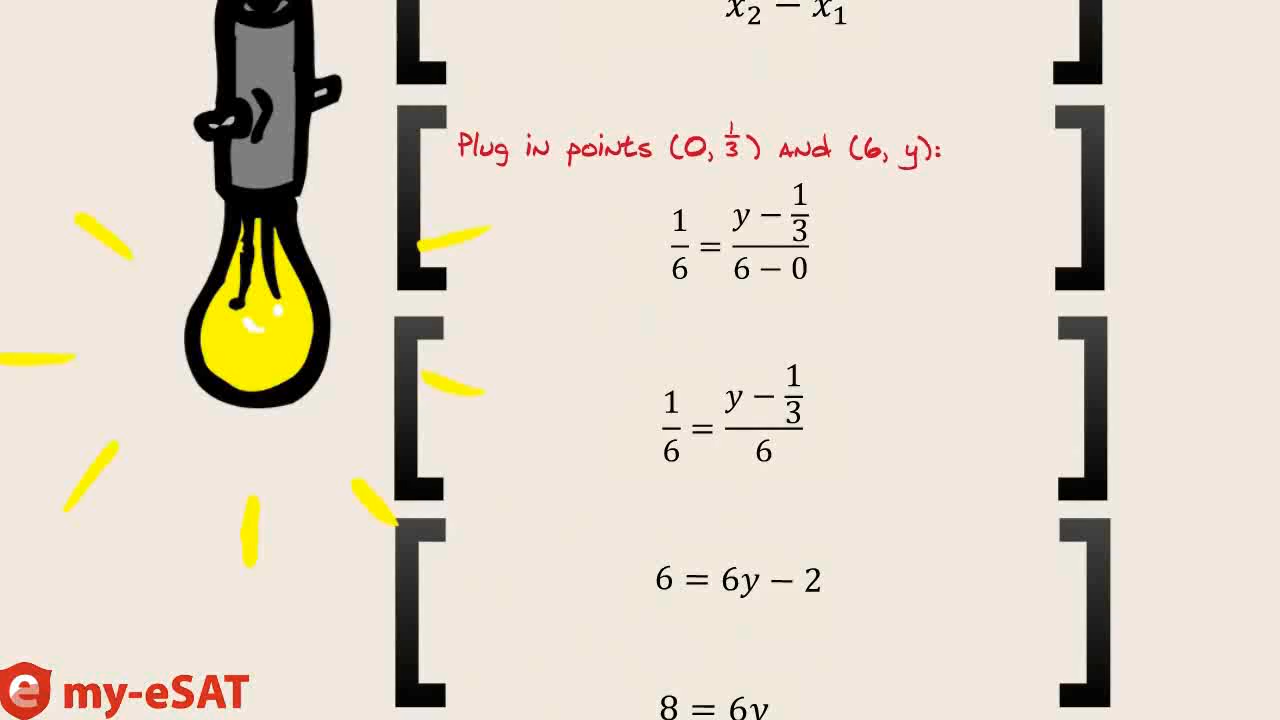 x₂ − x₁
Plug in points (0, 1/3) and (6, y):
1/6 = (y − 1/3)/(6 − 0)
1/6 = (y − 1/3)/6
6 = 6y − 2
8 = 6y
e my-eSAT